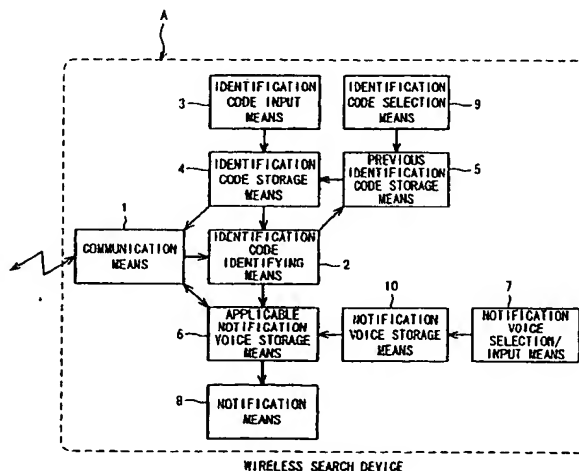 A
3
IDENTIFICATION
CODE INPUT
MEANS
IDENTIFICATION
CODE SELECTION
MEANS
9
4
IDENTIFICATION
CODE STORAGE
MEANS
PREVIOUS
IDENTIFICATION
CODE STORAGE
MEANS
5
1
COMMUNICATION
MEANS
IDENTIFICATION
CODE
IDENTIFYING
MEANS
2
6
APPLICABLE
NOTIFICATION
VOICE STORAGE
MEANS
10
NOTIFICATION
VOICE STORAGE
MEANS
7
NOTIFICATION
VOICE
SELECTION/
INPUT MEANS
8
NOTIFICATION
MEANS
WIRELESS SEARCH DEVICE